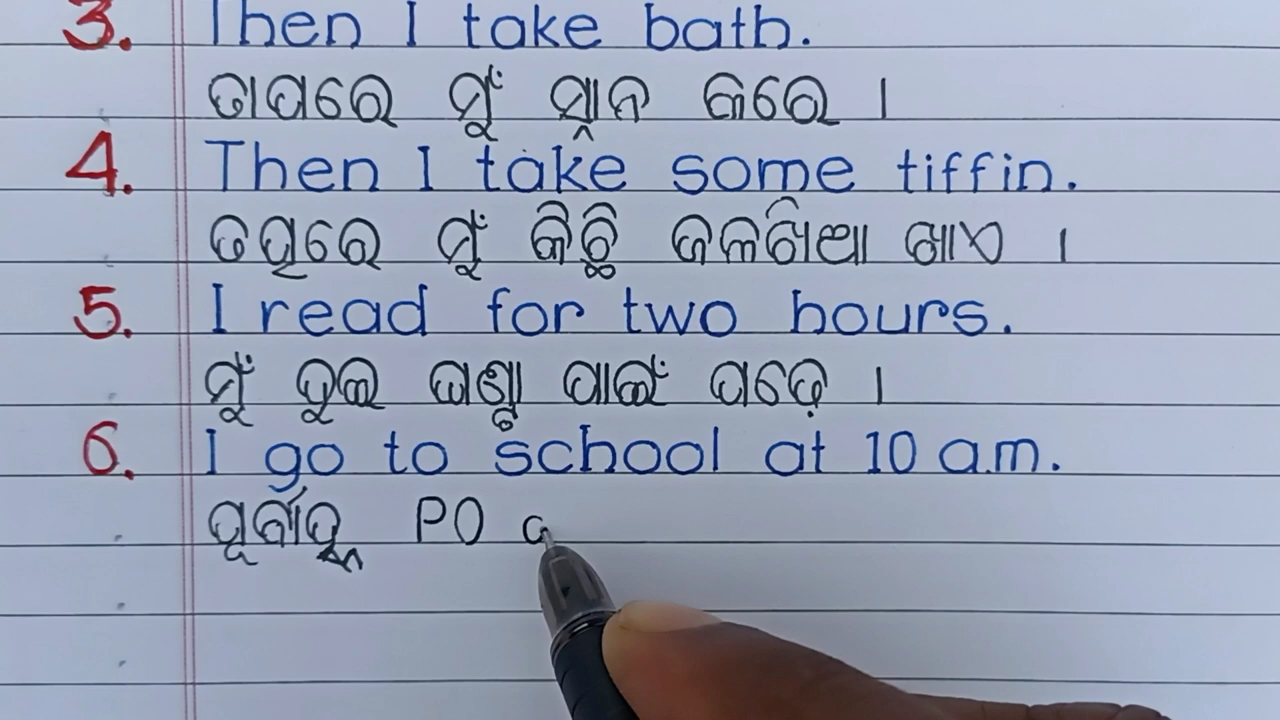 3. Then I take bath.
ତାପରେ ମୁଁ ସ୍ନାନ କରେ ।
4. Then I take some tiffin.
ତାପରେ ମୁଁ କିଛି ଜଳଖିଆ ଖାଏ ।
5. I read for two hours.
ମୁଁ ଦୁଇ ଘଣ୍ଟା ପାଇଁ ପଢ଼େ ।
6. I go to school at 10 a.m.
ପୂର୍ବାହ୍ନ ୧୦